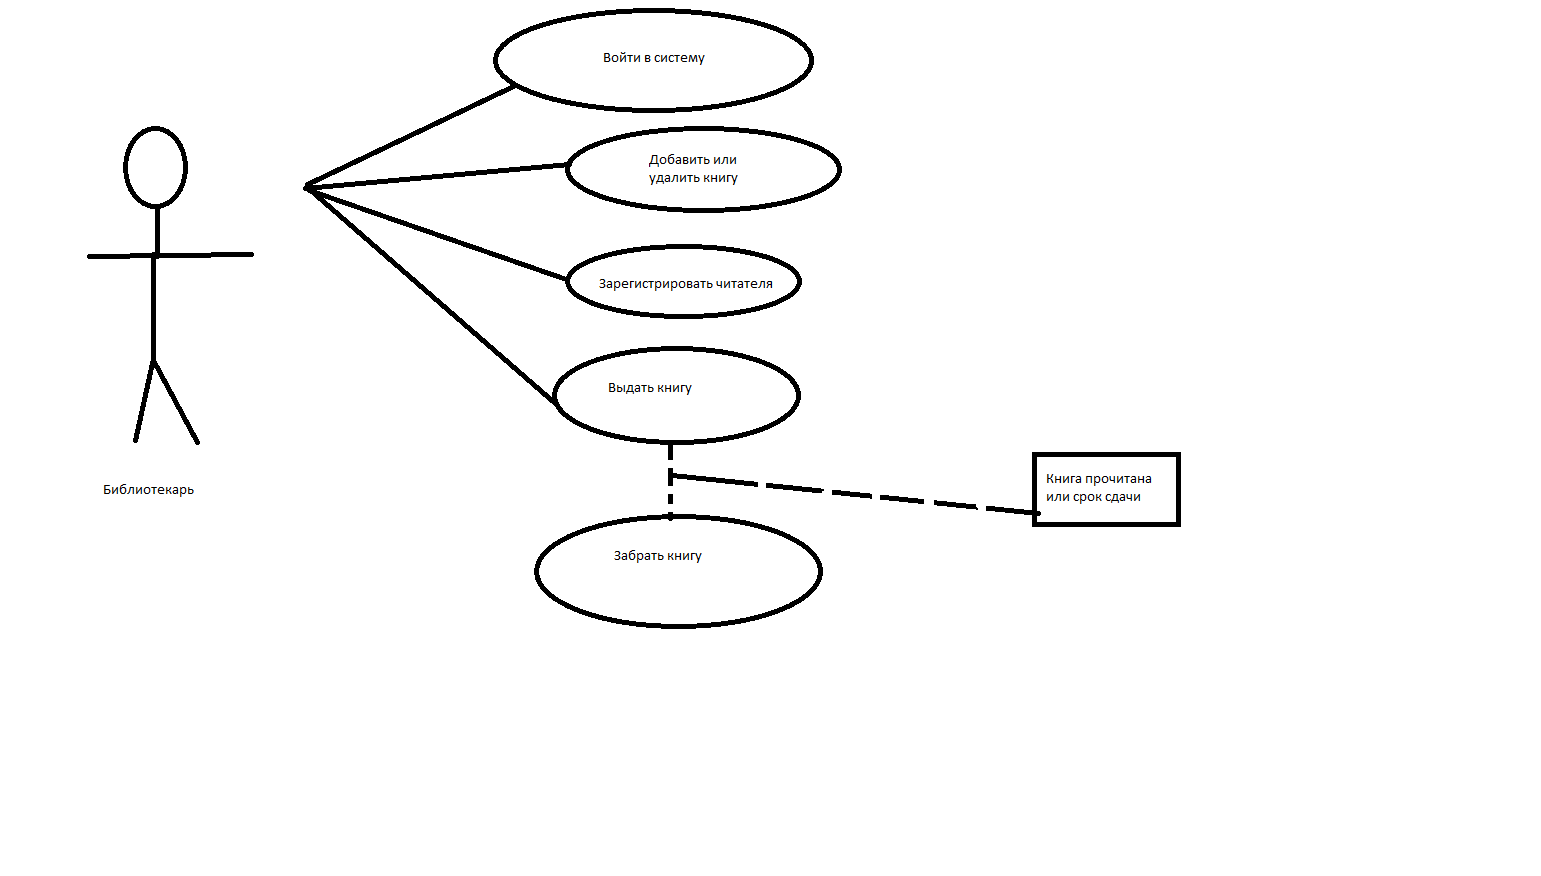 Войти в систему
Добавить или
удалить книгу
Зарегистрировать читателя
Выдать книгу
Книга прочитана
или срок сдачи
Библиотекарь
Забрать книгу